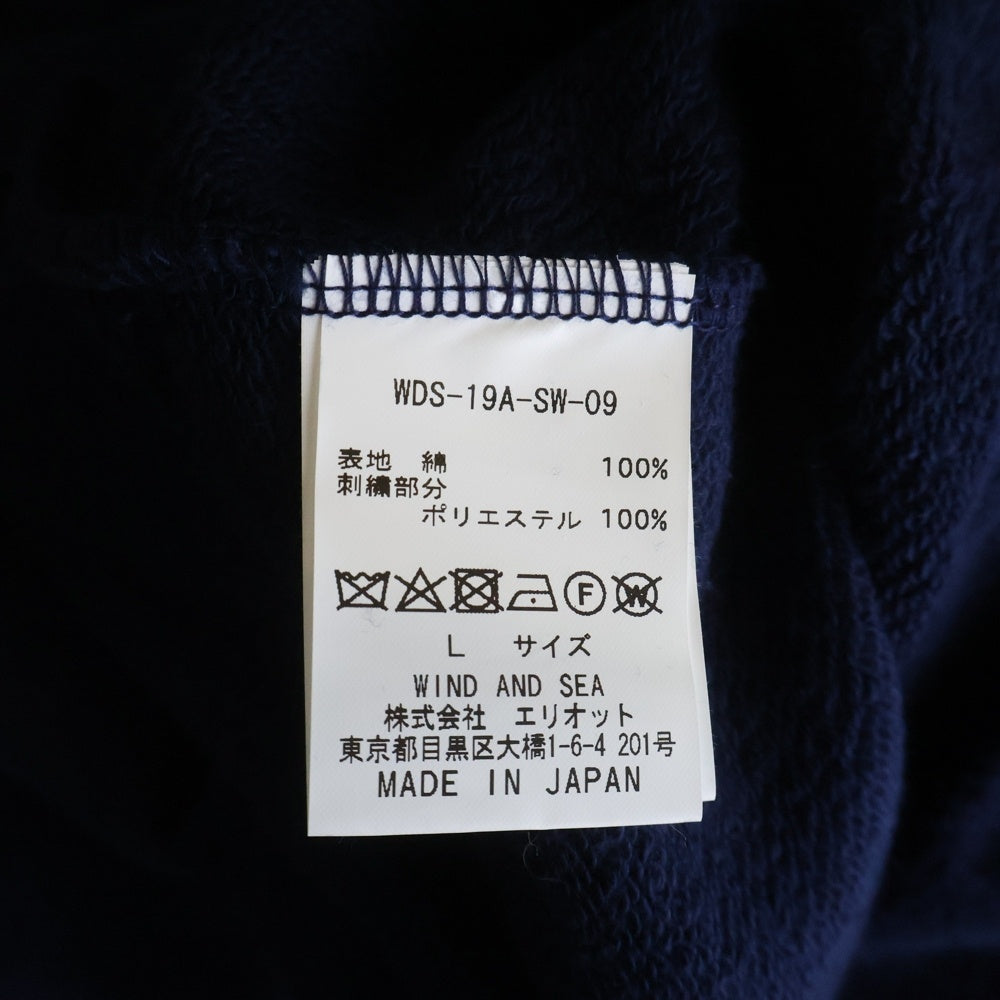 WDS-19A-SW-09
表地 綿 100%
刺繍部分
ポリエステル 100%
F W
L サイズ
WIND AND SEA
株式会社 エリオット
東京都目黒区大橋1-6-4 201号
MADE IN JAPAN